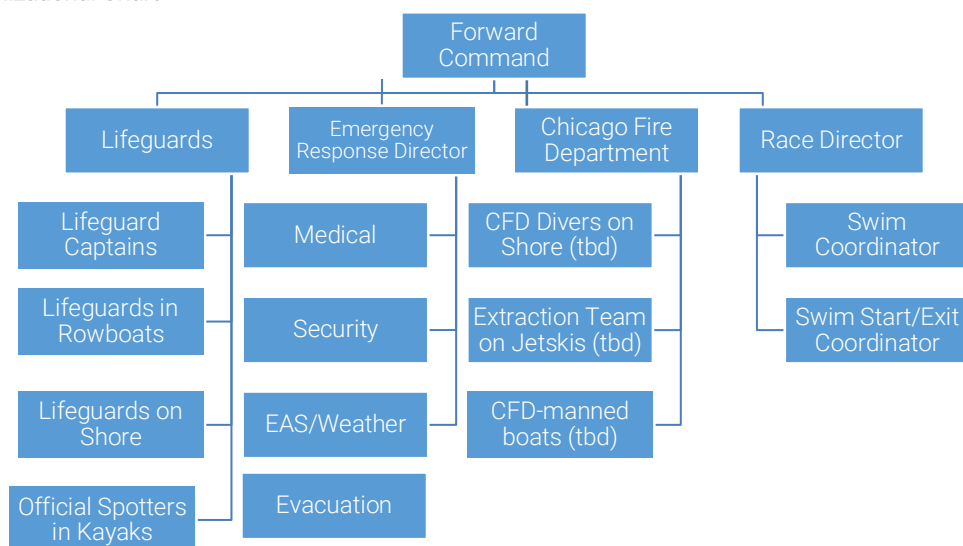 Forward
Command
Lifeguards
Emergency
Response Director
Chicago Fire
Department
Race Director
Lifeguard
Captains
Medical
CFD Divers on
Shore (tbd)
Swim
Coordinator
Lifeguards in
Rowboats
Security
Extraction Team
on Jetskis (tbd)
Swim Start/Exit
Coordinator
Lifeguards on
Shore
EAS/Weather
CFD-manned
boats (tbd)
Official Spotters
in Kayaks
Evacuation